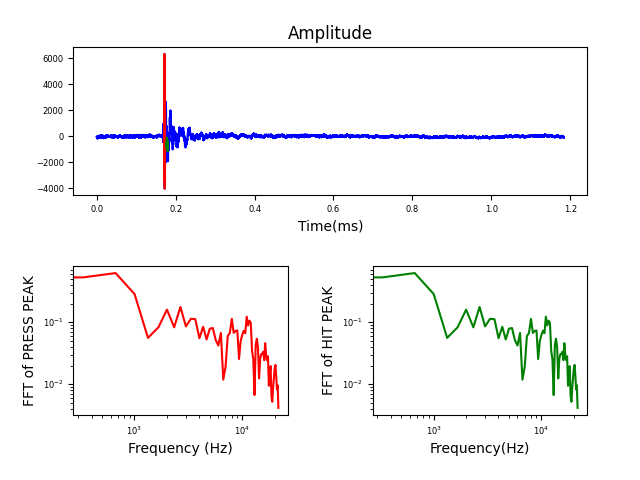 Amplitude
6000
4000
2000
0
−2000
−4000
0.0 0.2 0.4 0.6 0.8 1.0 1.2
Time(ms)
FFT of PRESS PEAK
10⁻¹
10⁻²
10³ 10⁴
Frequency (Hz)
FFT of HIT PEAK
10⁻¹
10⁻²
10³ 10⁴
Frequency(Hz)